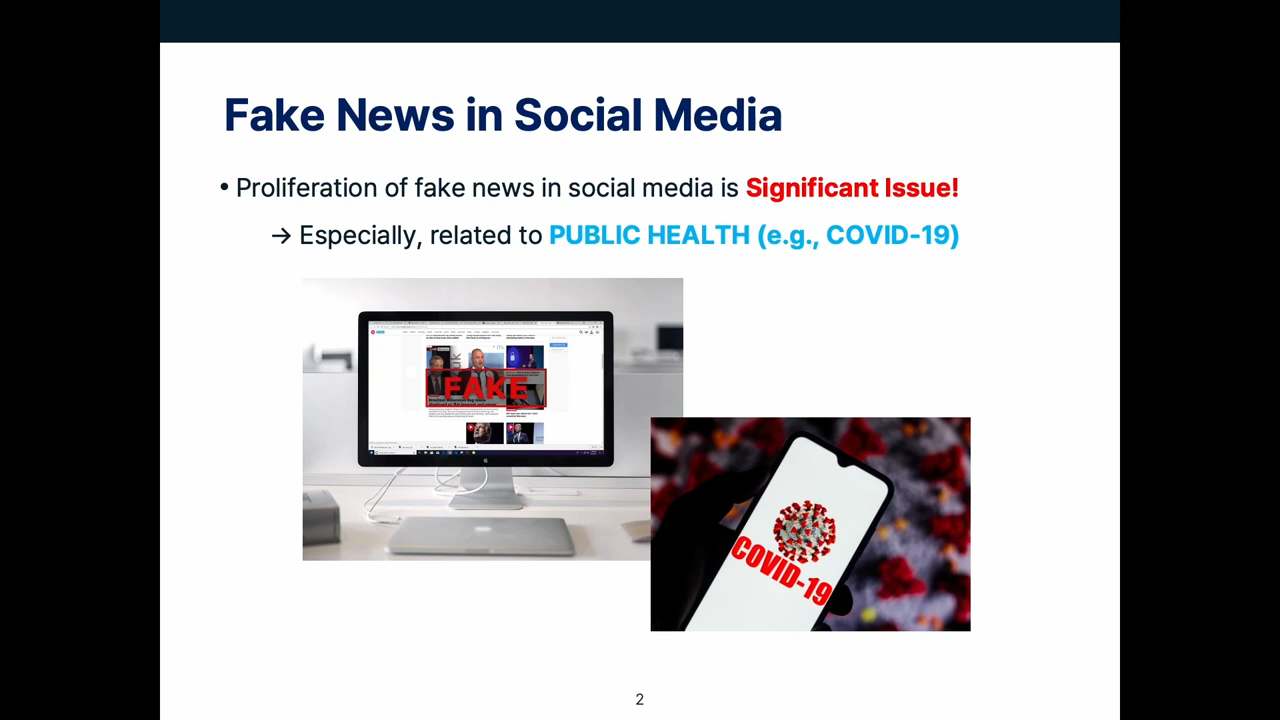 Fake News in Social Media
• Proliferation of fake news in social media is Significant Issue!
→ Especially, related to PUBLIC HEALTH (e.g., COVID-19)
FAKE
COVID-19
2